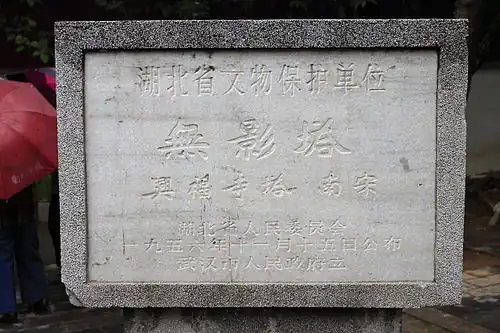 湖北省文物保护单位
無影塔
興福寺塔 南宋
湖北省人民委员会
一九五六年十一月十五日公布
武汉市人民政府立